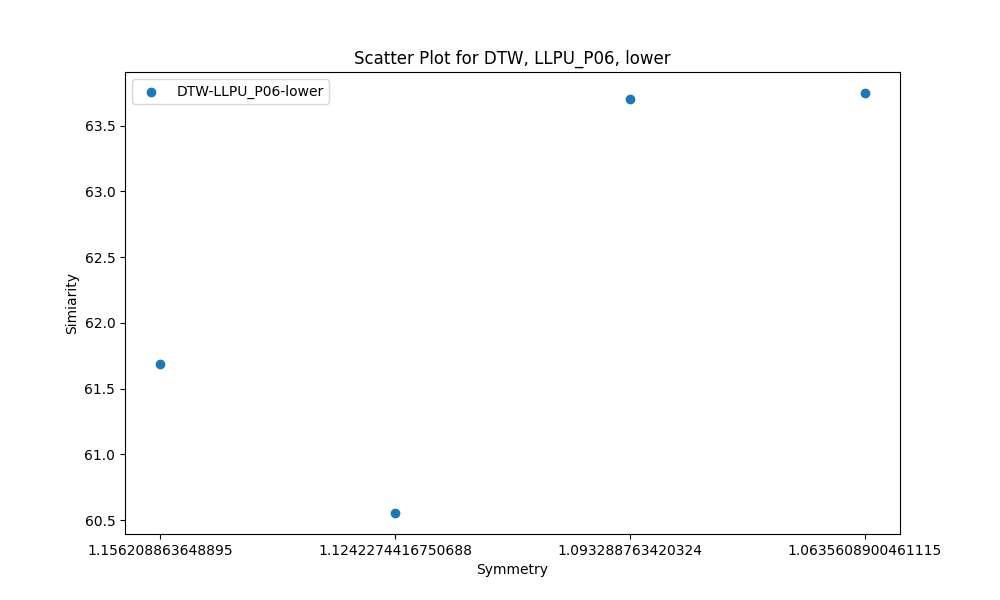 Scatter Plot for DTW, LLPU_P06, lower
DTW-LLPU_P06-lower
63.5
63.0
62.5
62.0
61.5
61.0
60.5
Simiarity
1.156208863648895
1.1242274416750688
1.093288763420324
1.0635608900461115
Symmetry